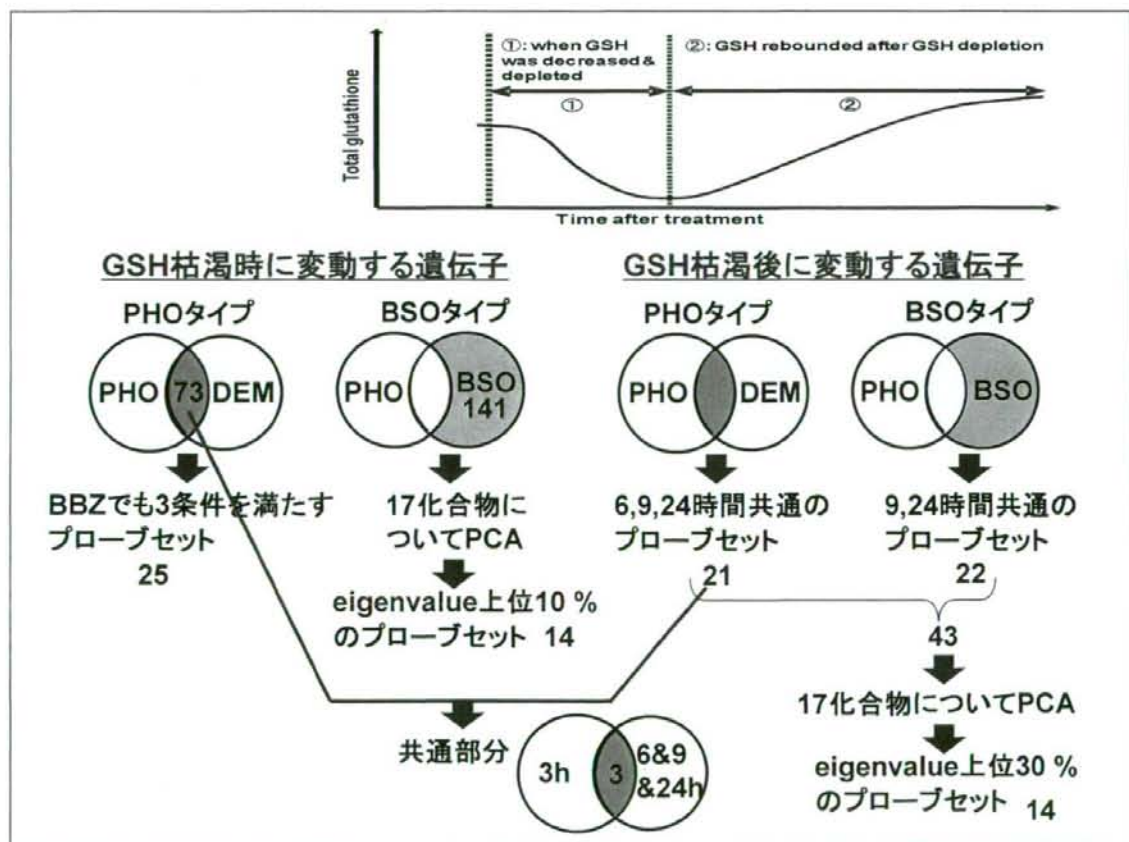 ①: when GSH
was decreased &
depleted
②: GSH rebounded after GSH depletion
①
②
Total glutathione
Time after treatment
GSH枯渇時に変動する遺伝子
GSH枯渇後に変動する遺伝子
PHOタイプ
BSOタイプ
PHOタイプ
BSOタイプ
PHO 73 DEM
PHO BSO
141
PHO DEM
PHO BSO
BBZでも3条件を満たす
プローブセット
25
17化合物に
ついてPCA
eigenvalue上位10 %
のプローブセット 14
6,9,24時間共通の
プローブセット
21
9,24時間共通の
プローブセット
22
43
17化合物についてPCA
eigenvalue上位30 %
のプローブセット 14
共通部分
3h
3
6&9
&24h